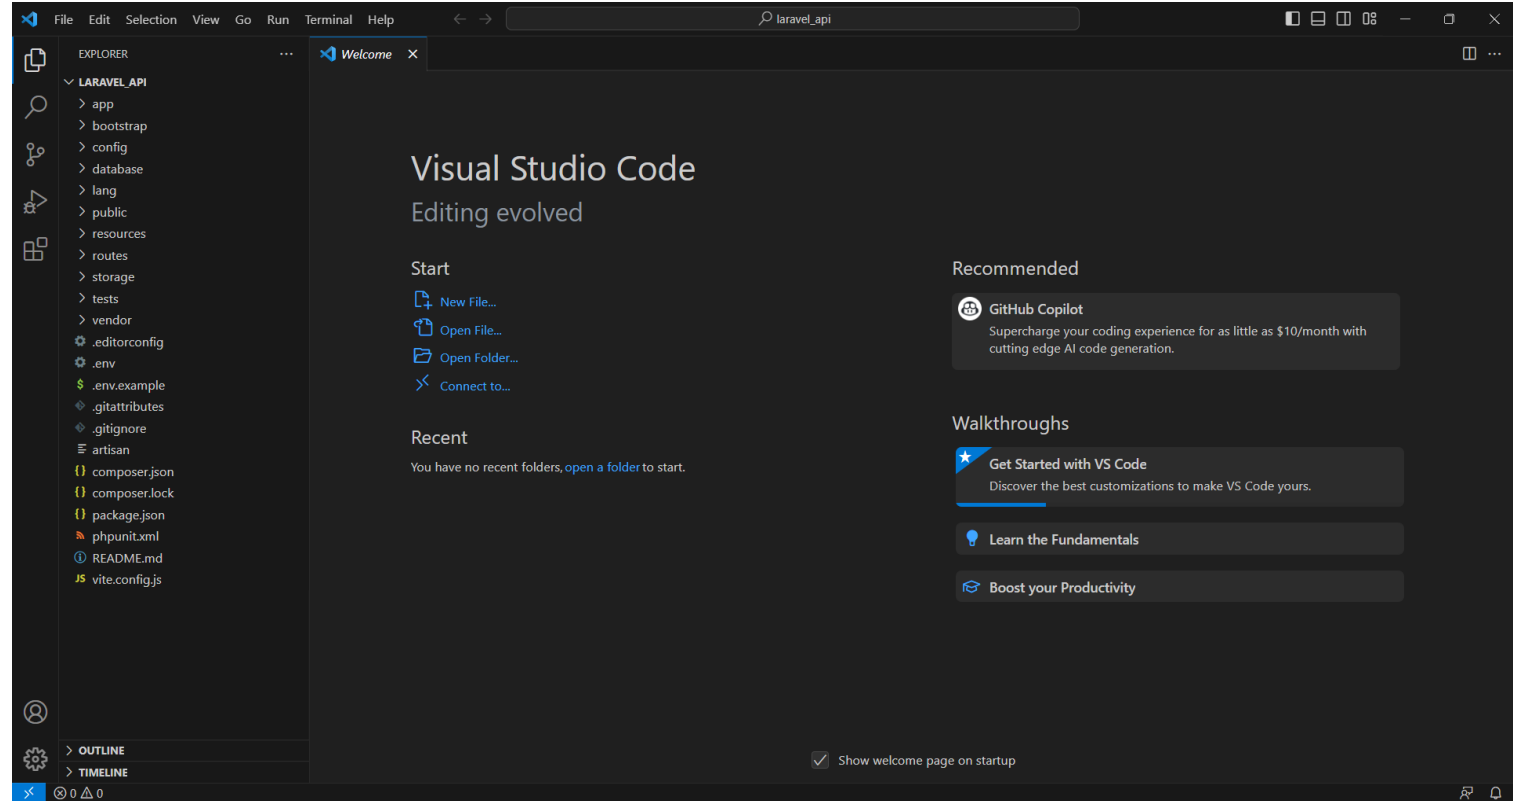 File Edit Selection View Go Run Terminal Help
laravel_api
EXPLORER
Welcome
LARAVEL_API
app
bootstrap
config
database
lang
public
resources
routes
storage
tests
vendor
.editorconfig
.env
$ .env.example
.gitattributes
.gitignore
artisan
{} composer.json
{} composer.lock
{} package.json
phpunit.xml
README.md
JS vite.config.js
OUTLINE
TIMELINE
Visual Studio Code
Editing evolved
Start
New File...
Open File...
Open Folder...
Connect to...
Recent
You have no recent folders, open a folder to start.
Recommended
GitHub Copilot
Supercharge your coding experience for as little as $10/month with
cutting edge AI code generation.
Walkthroughs
Get Started with VS Code
Discover the best customizations to make VS Code yours.
Learn the Fundamentals
Boost your Productivity
Show welcome page on startup
0 0